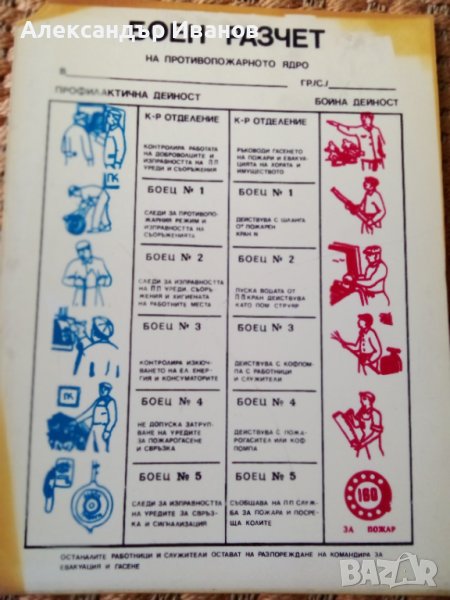 Александър Иванов
БОЕН РАЗЧЕТ
НА ПРОТИВОПОЖАРНОТО ЯДРО
В ГР./С./
ПРОФИЛАКТИЧНА ДЕЙНОСТ
БОЙНА ДЕЙНОСТ
К-Р ОТДЕЛЕНИЕ
КОНТРОЛИРА РАБОТАТА
НА ДОБРОВОЛЦИТЕ И
ИЗПРАВНОСТТА НА ПП
УРЕДИ И СЪОРЪЖЕНИЯ
К-Р ОТДЕЛЕНИЕ
РЪКОВОДИ ГАСЕНЕТО
НА ПОЖАРИ И ЕВАКУ-
ЦИЯТА НА ХОРАТА И
ИМУЩЕСТВОТО
ПК
БОЕЦ № 1
СЛЕДИ ЗА ПРОТИВОПО-
ЖАРНИЯ РЕЖИМ И
ИЗПРАВНОСТТА НА
СЪОРЪЖЕНИЯТА
БОЕЦ № 1
ДЕЙСТВУВА С ШЛАНГА
ОТ ПОЖАРЕН
КРАН N
БОЕЦ № 2
СЛЕДИ ЗА ИЗПРАВНОСТТА
НА ПП УРЕДИ, СЪОРЪ-
ЖЕНИЯ И ХИГИЕНАТА
НА РАБОТНИТЕ МЕСТА
БОЕЦ № 2
ПУСКА ВОДАТА ОТ
ПП КРАН ДЕЙСТВУВА
КАТО ПОМ СТРУЯР
БОЕЦ № 3
КОНТРОЛИРА ИЗКЛЮ-
ЧВАНЕТО НА ЕЛ ЕНЕР-
ГИЯ И КОНСУМАТОРИТЕ
БОЕЦ № 3
ДЕЙСТВУВА С КОФПОМ-
ПА С РАБОТНИЦИ
И СЛУЖИТЕЛИ
ПК
БОЕЦ № 4
НЕ ДОПУСКА ЗАТРУП-
ВАНЕ НА УРЕДИТЕ
ЗА ПОЖАРОГАСЕНЕ
И СВРЪЗКА
БОЕЦ № 4
ДЕЙСТВУВА С ПОЖА-
РОГАСИТЕЛ ИЛИ КОФ
ПОМПА
БОЕЦ № 5
СЛЕДИ ЗА ИЗПРАВНОСТТА
НА УРЕДИТЕ ЗА СВРЪЗ-
КА И СИГНАЛИЗАЦИЯ
БОЕЦ № 5
СЪОБЩАВА НА ПП СЛУЖ-
БА ЗА ПОЖАР И ПОСРЕ-
ЩА КОЛИТЕ
160
ЗА ПОЖАР
ОСТАНАЛИТЕ РАБОТНИЦИ И СЛУЖИТЕЛИ ОСТАВАТ НА РАЗПОРЕЖДАНЕ НА КОМАНДИРА ЗА
ЕВАКУАЦИЯ И ГАСЕНЕ
bazar